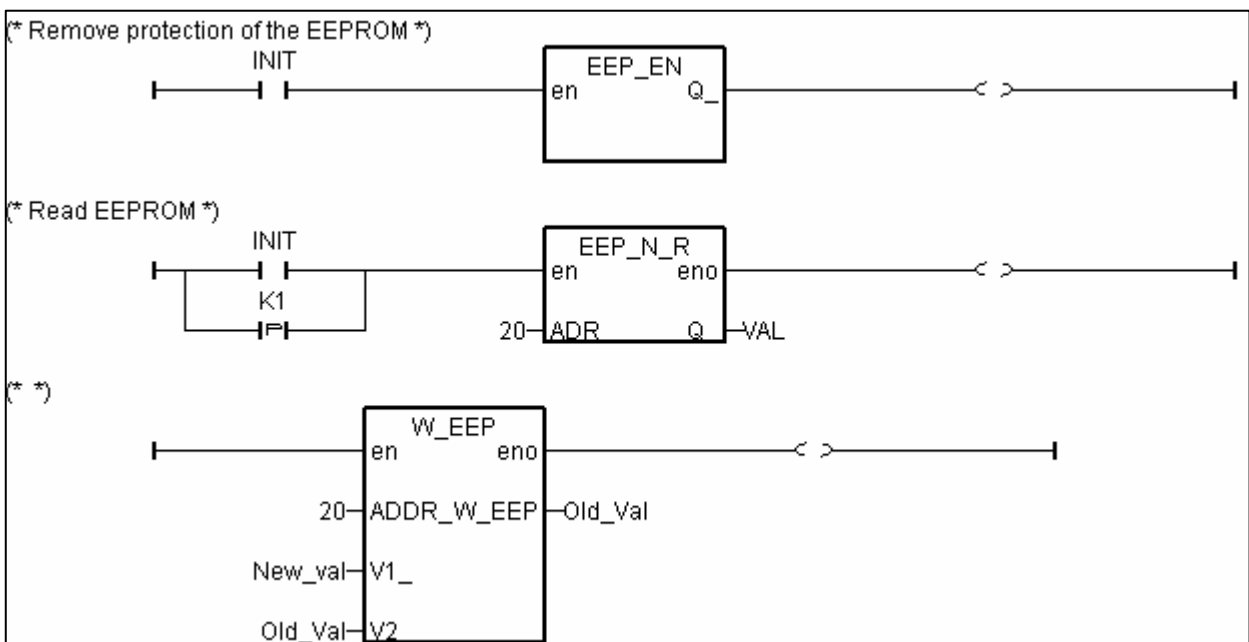 (* Remove protection of the EEPROM *)
INIT
EEP_EN
en Q_
(* Read EEPROM *)
INIT
EEP_N_R
en eno
K1
P
20 ADR Q VAL
(* *)
W_EEP
en eno
20 ADDR_W_EEP Old_Val
New_val V1_
Old_Val V2